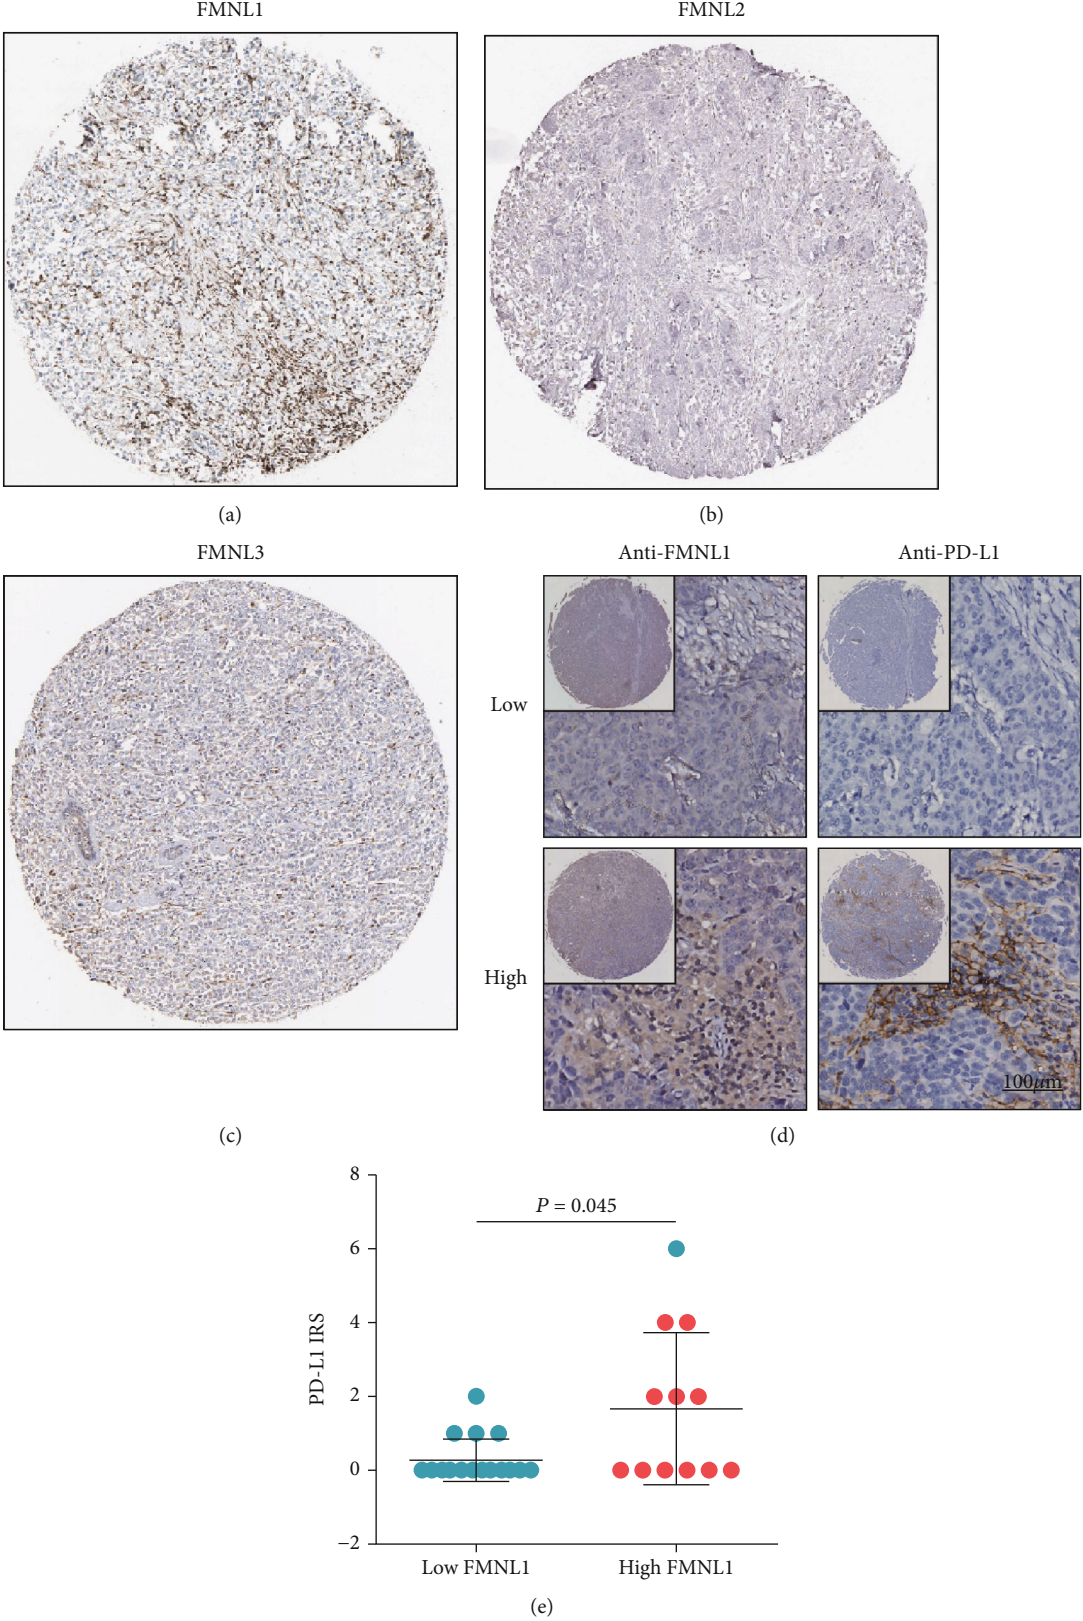 FMNL1
FMNL2
(a)
(b)
FMNL3
Anti-FMNL1
Anti-PD-L1
Low
High
100μm
(c)
(d)
8
P = 0.045
6
4
PD-L1 IRS
2
0
−2
Low FMNL1
High FMNL1
(e)